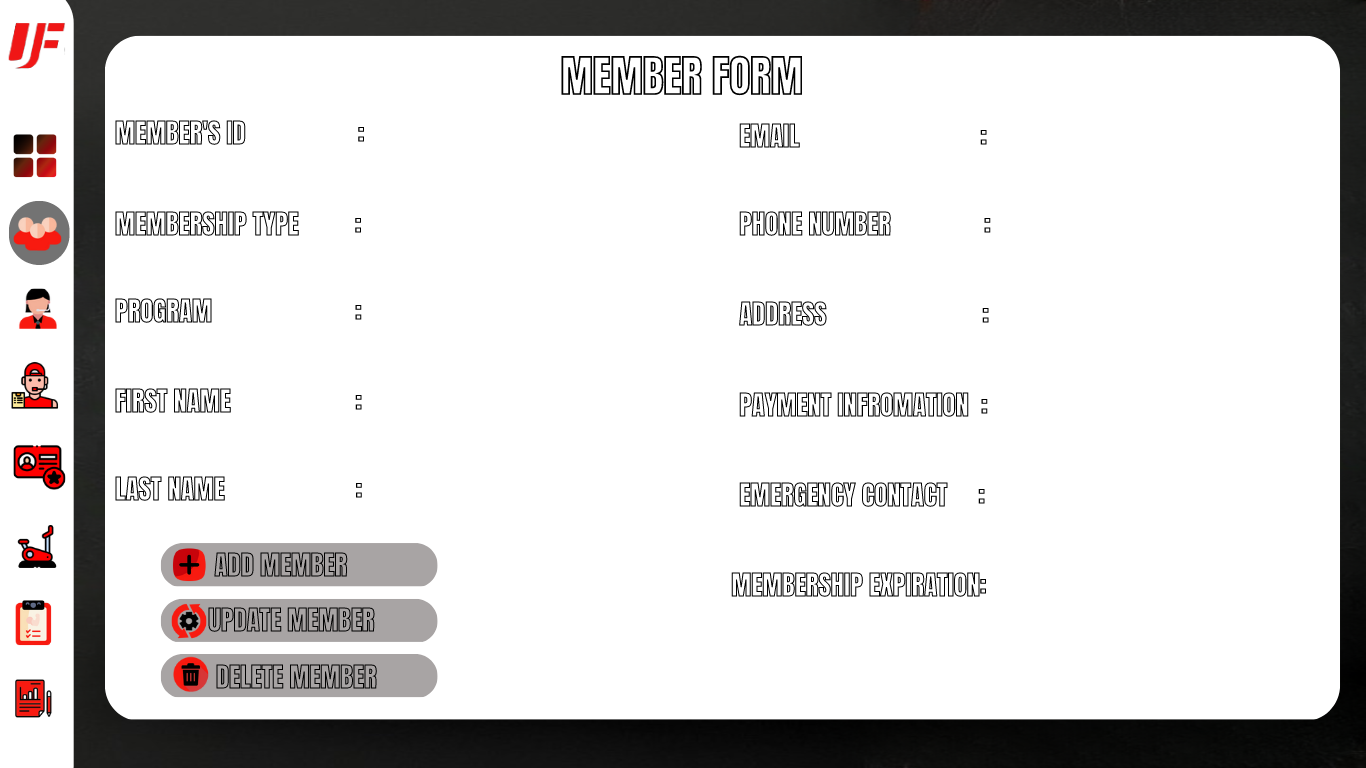 UF
MEMBER FORM
MEMBER'S ID :
MEMBERSHIP TYPE :
PROGRAM :
FIRST NAME :
LAST NAME :
ADD MEMBER
UPDATE MEMBER
DELETE MEMBER
EMAIL :
PHONE NUMBER :
ADDRESS :
PAYMENT INFROMATION :
EMERGENCY CONTACT :
MEMBERSHIP EXPIRATION: